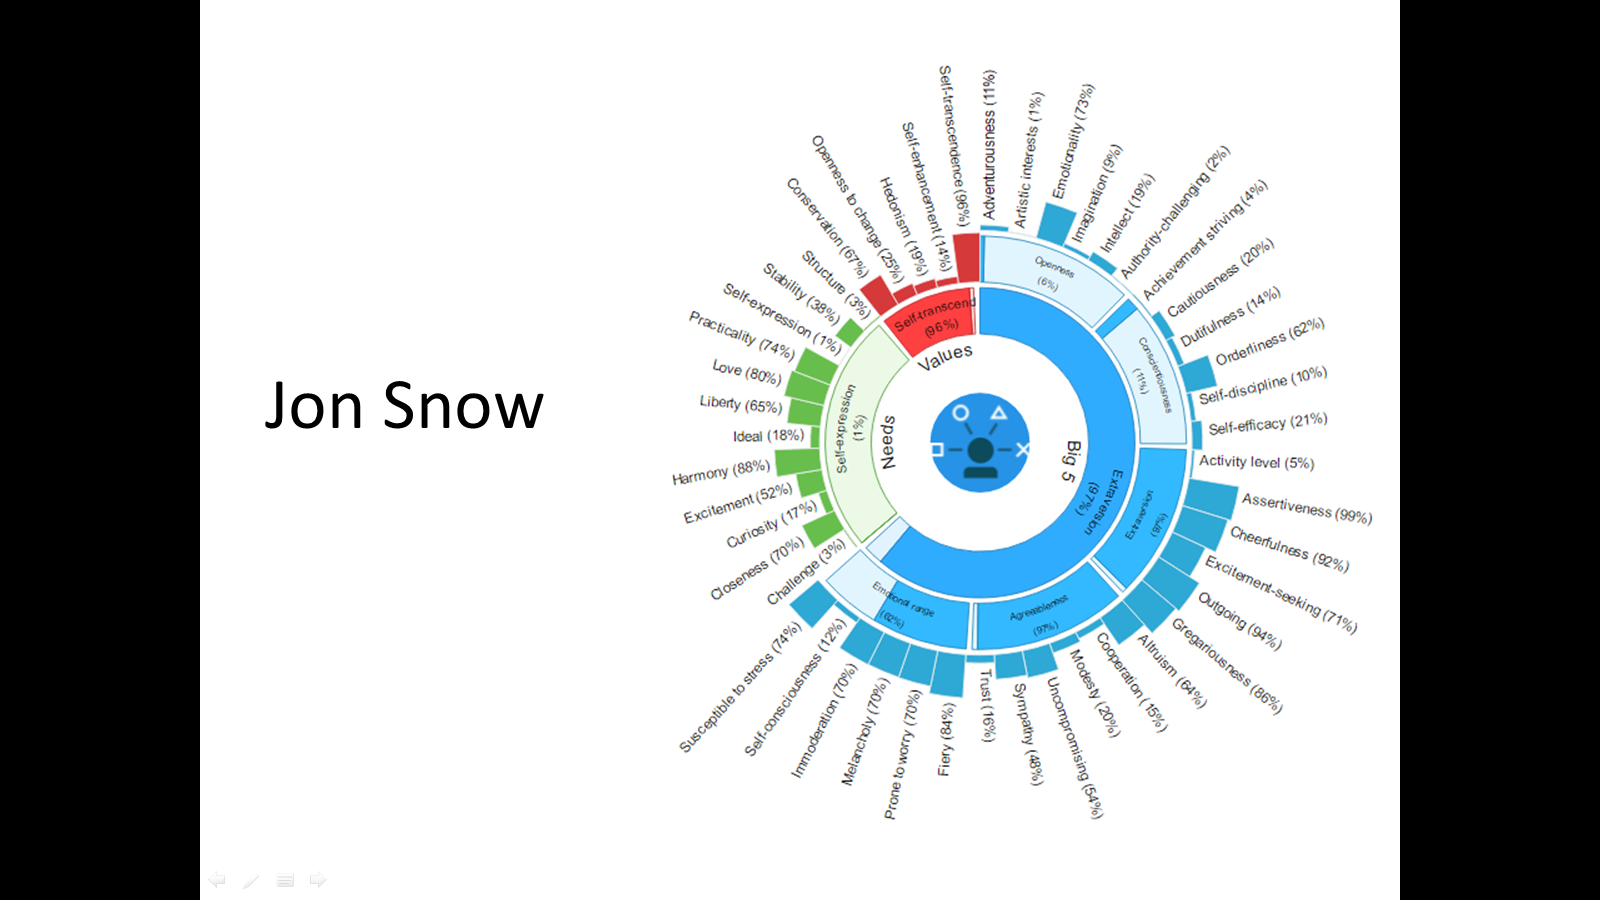 Jon Snow
Self-transcendence (96%)
Adventurousness (11%)
Artistic interests (1%)
Emotionality (73%)
Imagination (9%)
Intellect (19%)
Authority-challenging (2%)
Achievement striving (4%)
Cautiousness (20%)
Dutifulness (14%)
Orderliness (62%)
Self-discipline (10%)
Self-efficacy (21%)
Activity level (5%)
Assertiveness (99%)
Cheerfulness (92%)
Excitement-seeking (71%)
Outgoing (94%)
Gregariousness (86%)
Altruism (64%)
Cooperation (15%)
Modesty (20%)
Uncompromising (54%)
Sympathy (48%)
Trust (16%)
Fiery (84%)
Prone to worry (70%)
Melancholy (70%)
Immoderation (70%)
Self-consciousness (12%)
Susceptible to stress (74%)
Challenge (3%)
Closeness (70%)
Curiosity (17%)
Excitement (52%)
Harmony (88%)
Ideal (18%)
Liberty (65%)
Love (80%)
Practicality (74%)
Self-expression (1%)
Stability (38%)
Structure (3%)
Conservation (67%)
Openness to change (25%)
Hedonism (19%)
Self-enhancement (14%)
Openness
(6%)
Conscientiousness
(11%)
Extraversion
(97%)
Agreeableness
(97%)
Emotional range
Self-expression
(1%)
Self-transcend
(96%)
Extraversion
(97%)
Values
Needs
Big 5